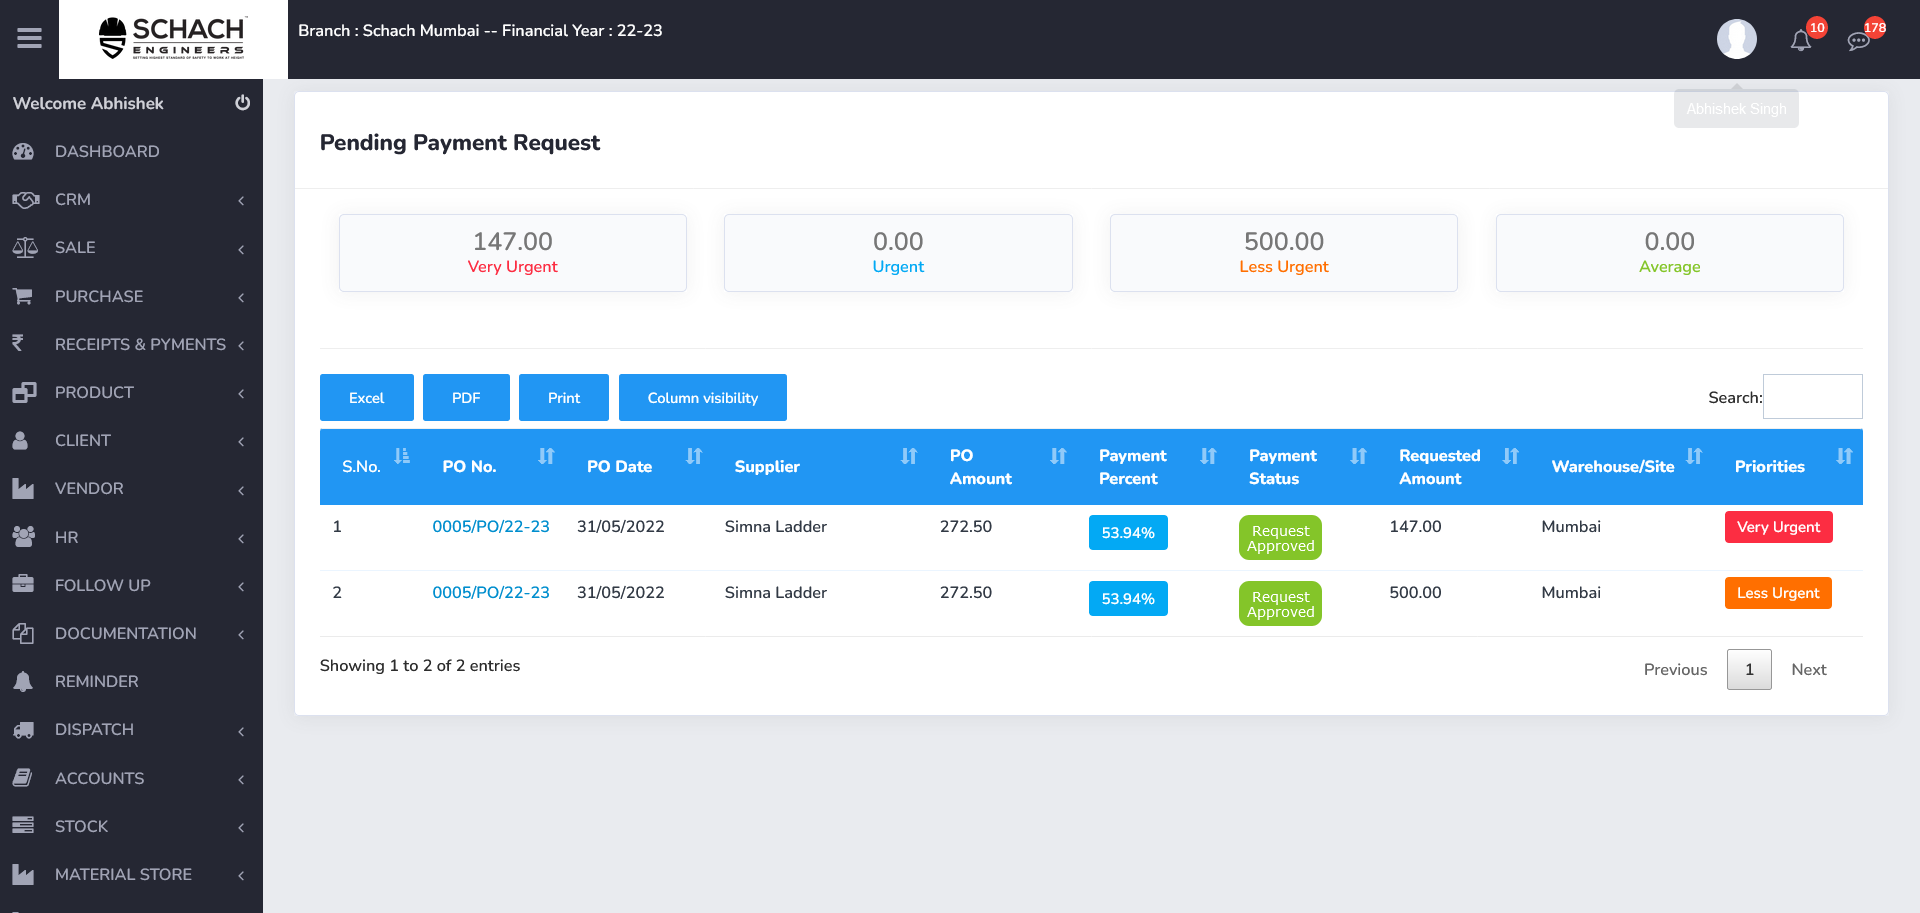 SCHACH
ENGINEERS
Branch : Schach Mumbai -- Financial Year : 22-23
10
178
Abhishek Singh
Welcome Abhishek
DASHBOARD
CRM
SALE
PURCHASE
RECEIPTS & PYMENTS
PRODUCT
CLIENT
VENDOR
HR
FOLLOW UP
DOCUMENTATION
REMINDER
DISPATCH
ACCOUNTS
STOCK
MATERIAL STORE
Pending Payment Request
147.00
Very Urgent
0.00
Urgent
500.00
Less Urgent
0.00
Average
Excel PDF Print Column visibility
Search:
S.No. PO No. PO Date Supplier PO Amount Payment Percent Payment Status Requested Amount Warehouse/Site Priorities
1 0005/PO/22-23 31/05/2022 Simna Ladder 272.50 53.94% Request Approved 147.00 Mumbai Very Urgent
2 0005/PO/22-23 31/05/2022 Simna Ladder 272.50 53.94% Request Approved 500.00 Mumbai Less Urgent
Showing 1 to 2 of 2 entries
Previous 1 Next